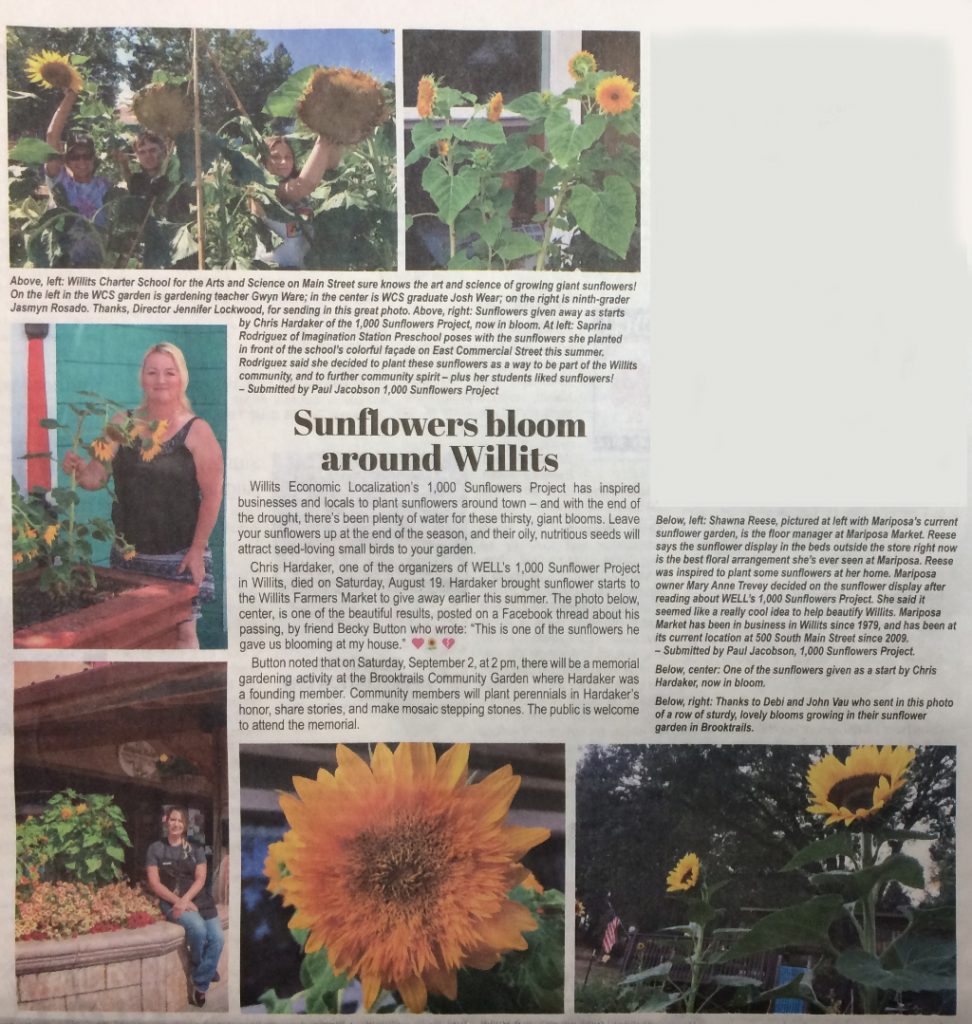 Above, left: Willits Charter School for the Arts and Science on Main Street sure knows the art and science of growing giant sunflowers!
On the left in the WCS garden is gardening teacher Gwyn Ware; in the center is WCS graduate Josh Wear; on the right is ninth-grader
Jasmyn Rosado. Thanks, Director Jennifer Lockwood, for sending in this great photo. Above, right: Sunflowers given away as starts
by Chris Hardaker of the 1,000 Sunflowers Project, now in bloom. At left: Saprina
Rodriguez of Imagination Station Preschool poses with the sunflowers she planted
in front of the school's colorful façade on East Commercial Street this summer.
Rodriguez said she decided to plant these sunflowers as a way to be part of the Willits
community, and to further community spirit – plus her students liked sunflowers!
– Submitted by Paul Jacobson 1,000 Sunflowers Project
Sunflowers bloom
around Willits
Willits Economic Localization's 1,000 Sunflowers Project has inspired
businesses and locals to plant sunflowers around town – and with the end of
the drought, there's been plenty of water for these thirsty, giant blooms. Leave
your sunflowers up at the end of the season, and their oily, nutritious seeds will
attract seed-loving small birds to your garden.
Chris Hardaker, one of the organizers of WELL's 1,000 Sunflower Project
in Willits, died on Saturday, August 19. Hardaker brought sunflower starts to
the Willits Farmers Market to give away earlier this summer. The photo below,
center, is one of the beautiful results, posted on a Facebook thread about his
passing, by friend Becky Button who wrote: "This is one of the sunflowers he
gave us blooming at my house." ❤️🌻💔
Button noted that on Saturday, September 2, at 2 pm, there will be a memorial
gardening activity at the Brooktrails Community Garden where Hardaker was
a founding member. Community members will plant perennials in Hardaker's
honor, share stories, and make mosaic stepping stones. The public is welcome
to attend the memorial.
Below, left: Shawna Reese, pictured at left with Mariposa's current
sunflower garden, is the floor manager at Mariposa Market. Reese
says the sunflower display in the beds outside the store right now
is the best floral arrangement she's ever seen at Mariposa. Reese
was inspired to plant some sunflowers at her home. Mariposa
owner Mary Anne Trevey decided on the sunflower display after
reading about WELL's 1,000 Sunflowers Project. She said it
seemed like a really cool idea to help beautify Willits. Mariposa
Market has been in business in Willits since 1979, and has been at
its current location at 500 South Main Street since 2009.
– Submitted by Paul Jacobson, 1,000 Sunflowers Project.
Below, center: One of the sunflowers given as a start by Chris
Hardaker, now in bloom.
Below, right: Thanks to Debi and John Vau who sent in this photo
of a row of sturdy, lovely blooms growing in their sunflower
garden in Brooktrails.